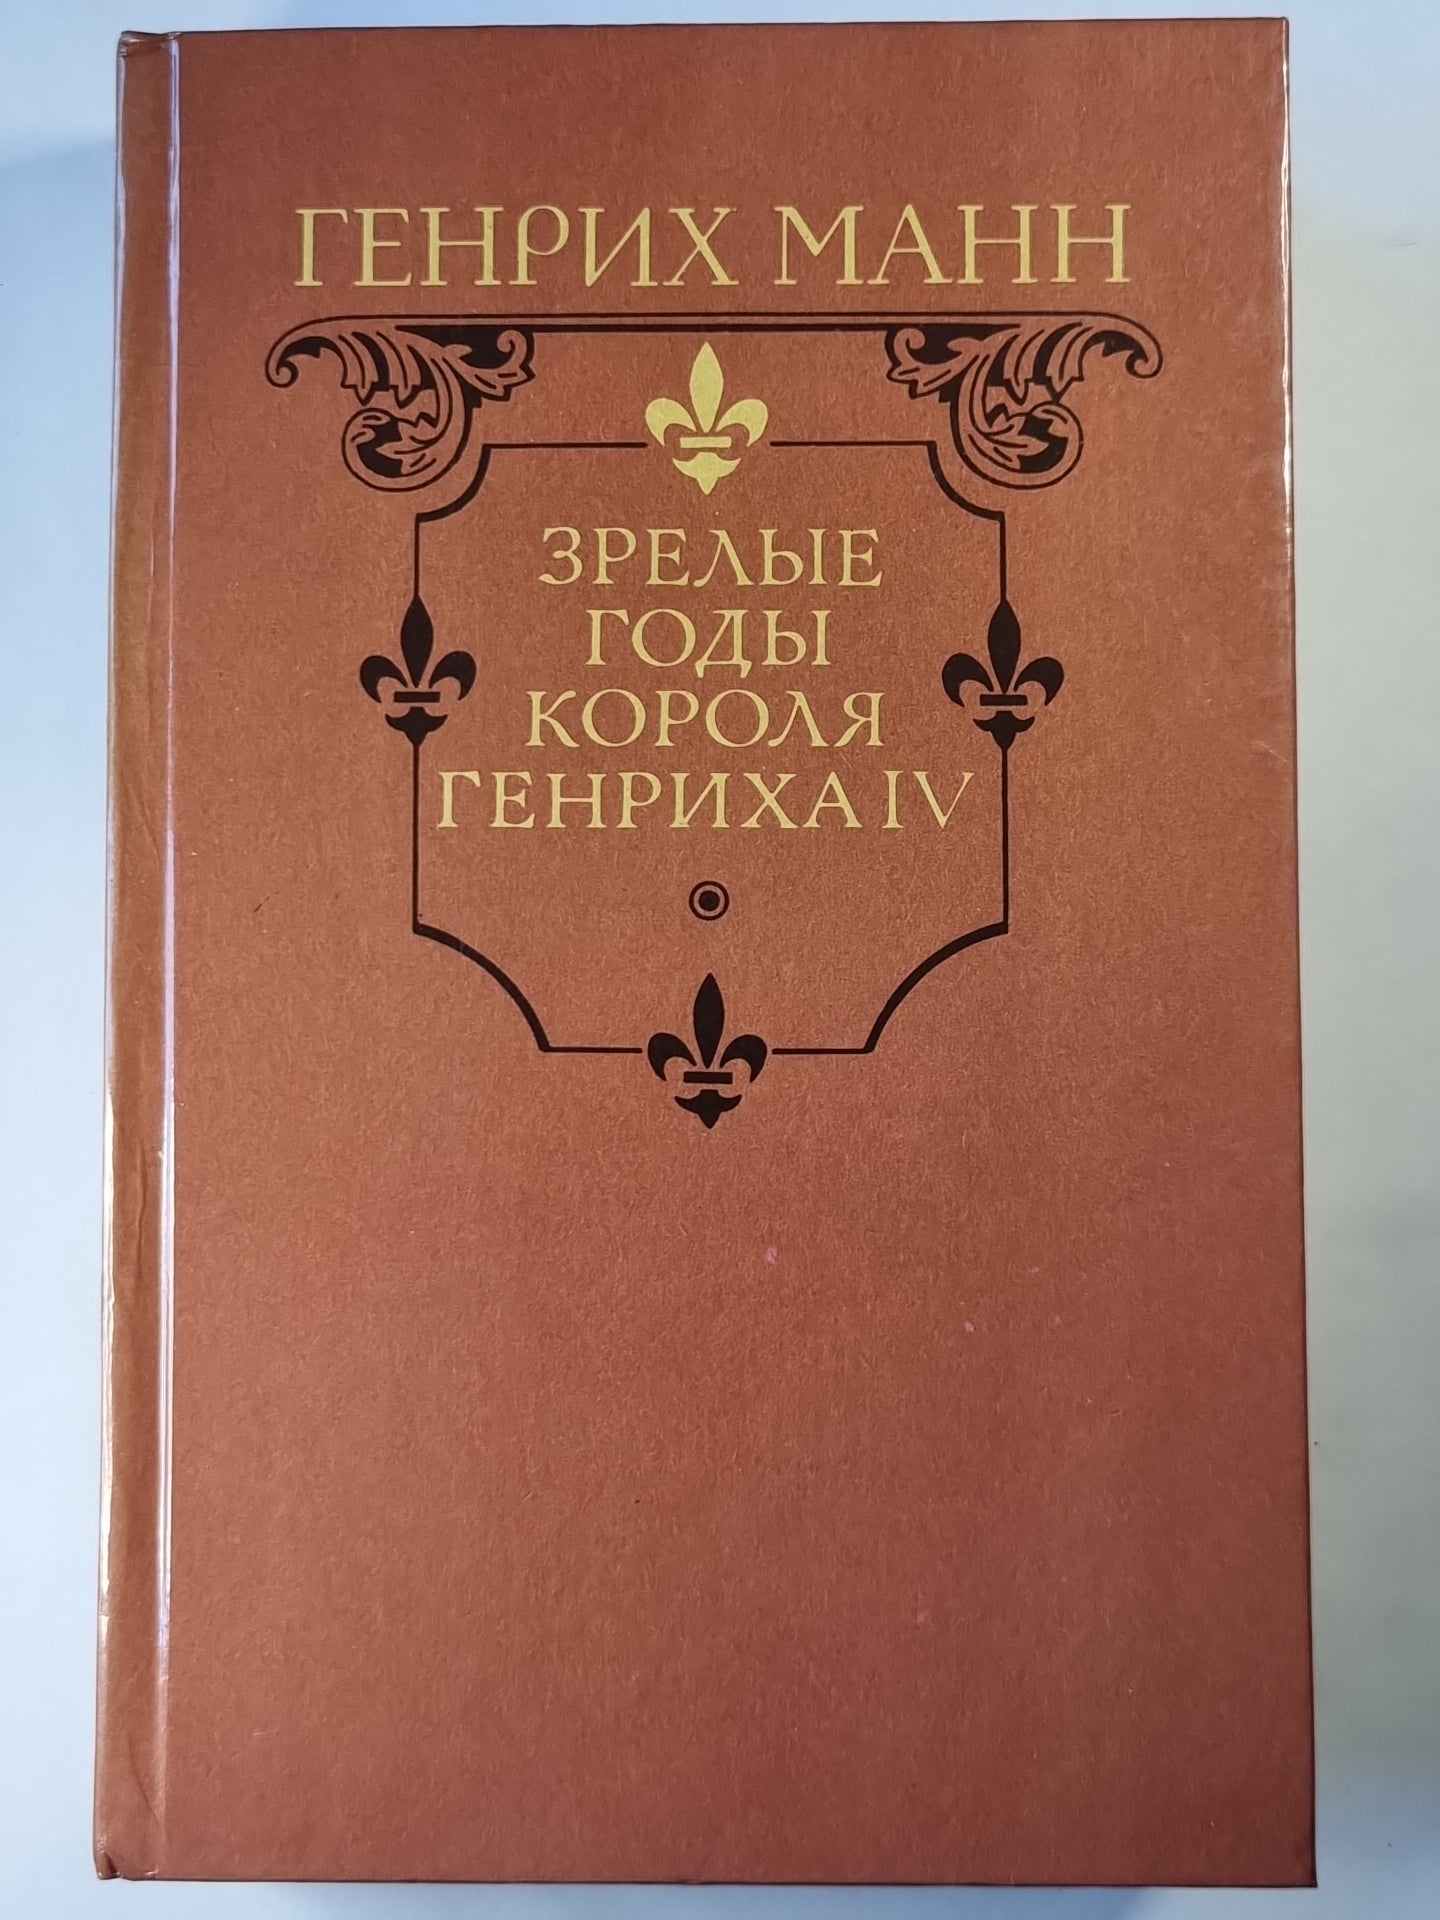 ГЕНРИХ МАНН
ЗРЕЛЫЕ
ГОДЫ
КОРОЛЯ
ГЕНРИХА IV